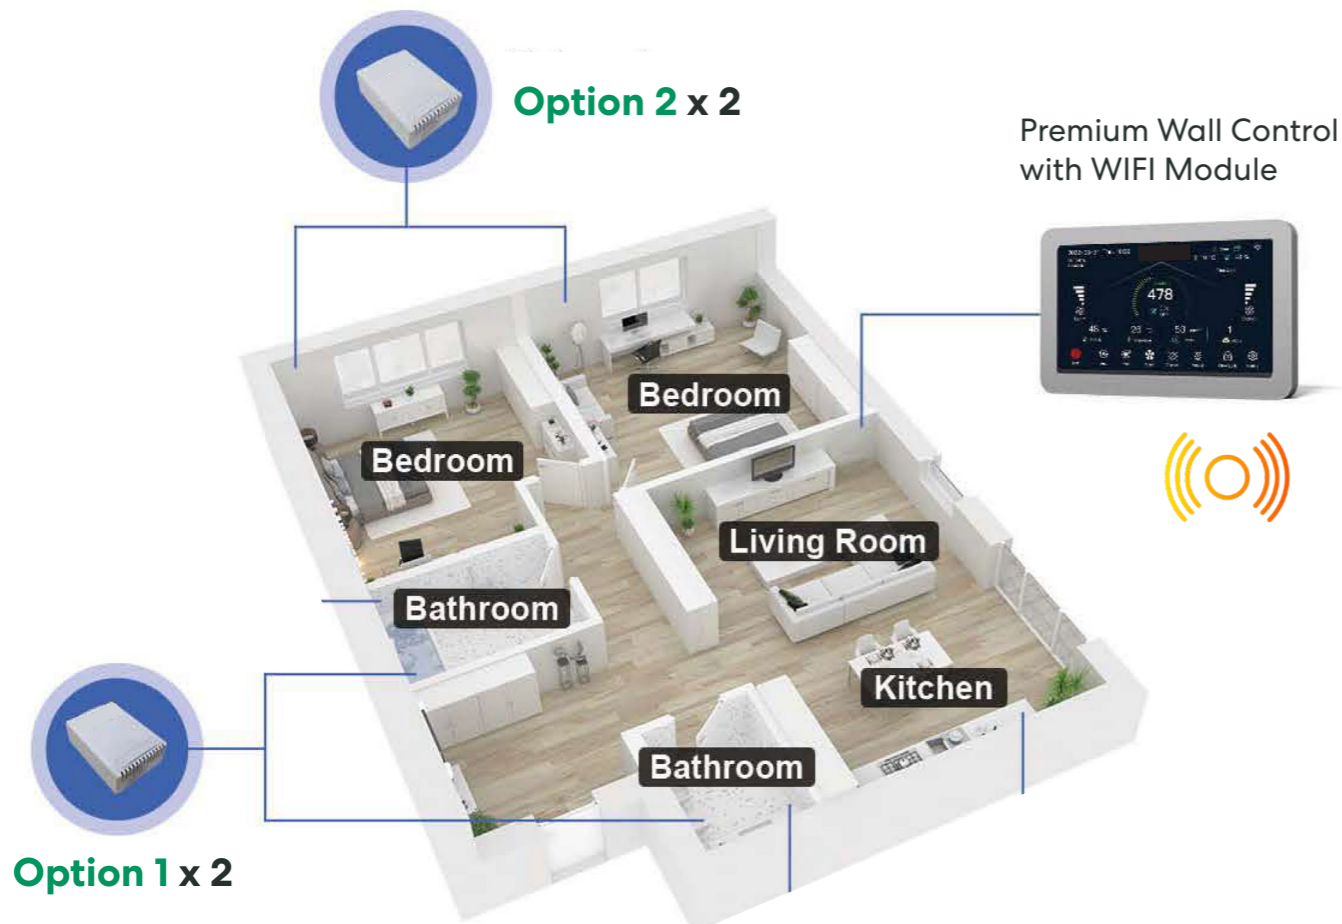 Option 2 x 2
Premium Wall Control
with WIFI Module
478
Bedroom
Bedroom
Living Room
Bathroom
Kitchen
Bathroom
Option 1 x 2